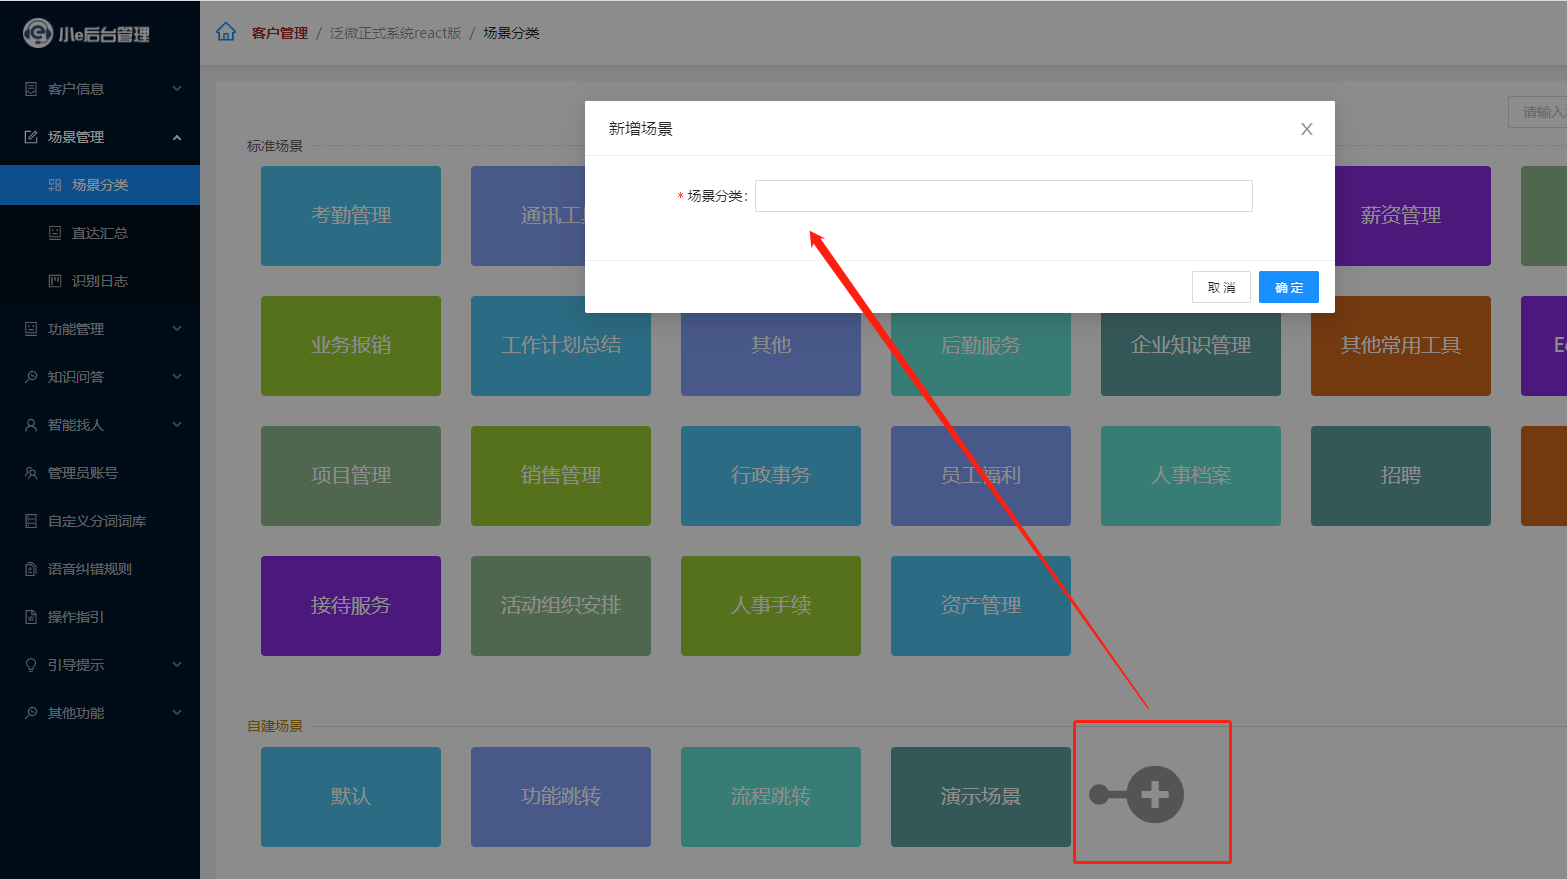 小e后台管理
客户管理 / 泛微正式系统react版 / 场景分类
客户信息
场景管理
场景分类
直达汇总
识别日志
功能管理
知识问答
智能找人
管理员账号
自定义分词词库
语音纠错规则
操作指引
引导提示
其他功能
请输入
新增场景
X
* 场景分类:
取 消
确 定
标准场景
考勤管理
通讯工
薪资管理
业务报销
工作计划总结
其他
后勤服务
企业知识管理
其他常用工具
E
项目管理
销售管理
行政事务
员工福利
人事档案
招聘
接待服务
活动组织安排
人事手续
资产管理
自建场景
默认
功能跳转
流程跳转
演示场景